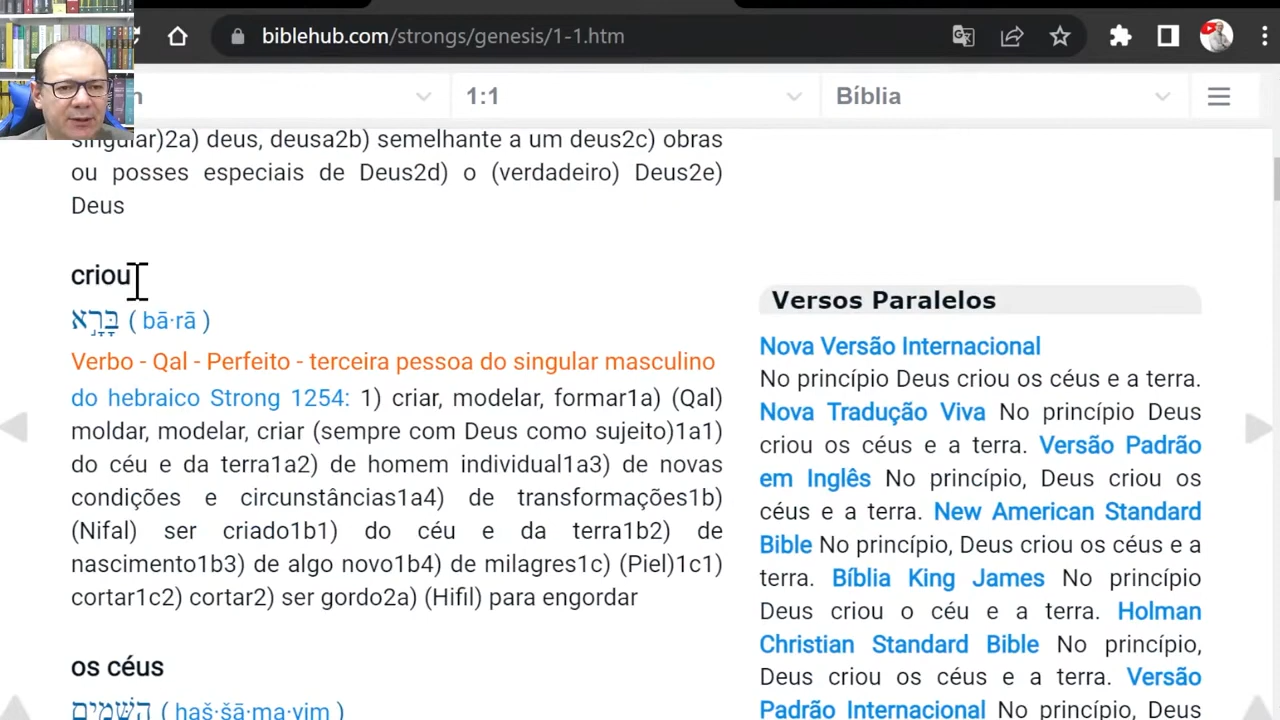 biblehub.com/strongs/genesis/1-1.htm
1:1
Bíblia
singular)2a) deus, deusa2b) semelhante a um deus2c) obras
ou posses especiais de Deus2d) o (verdadeiro) Deus2e)
Deus
criou
בָּרָ֣א ( bā·rā )
Verbo - Qal - Perfeito - terceira pessoa do singular masculino
do hebraico Strong 1254: 1) criar, modelar, formar1a) (Qal)
moldar, modelar, criar (sempre com Deus como sujeito)1a1)
do céu e da terra1a2) de homem individual1a3) de novas
condições e circunstâncias1a4) de transformações1b)
(Nifal) ser criado1b1) do céu e da terra1b2) de
nascimento1b3) de algo novo1b4) de milagres1c) (Piel)1c1)
cortar1c2) cortar2) ser gordo2a) (Hifil) para engordar
os céus
הַשָּׁמַ֖יִם ( haš·šā·ma·yim )
Versos Paralelos
Nova Versão Internacional
No princípio Deus criou os céus e a terra.
Nova Tradução Viva No princípio Deus
criou os céus e a terra. Versão Padrão
em Inglês No princípio, Deus criou os
céus e a terra. New American Standard
Bible No princípio, Deus criou os céus e a
terra. Bíblia King James No princípio
Deus criou o céu e a terra. Holman
Christian Standard Bible No princípio,
Deus criou os céus e a terra. Versão
Padrão Internacional No princípio, Deus